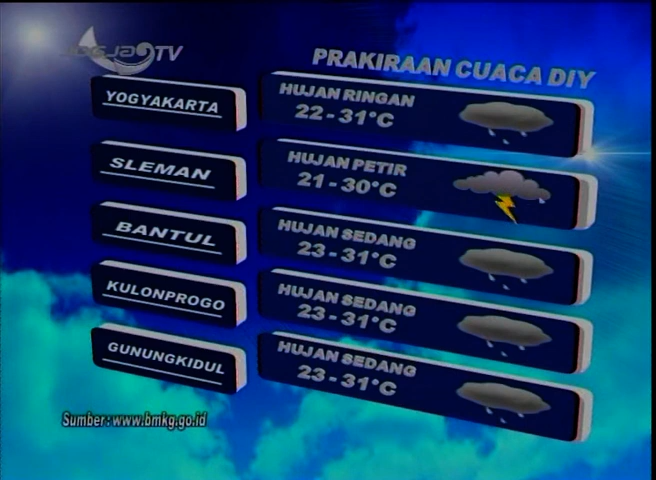 JOGJA TV
PRAKIRAAN CUACA DIY
YOGYAKARTA
HUJAN RINGAN
22 - 31°C
SLEMAN
HUJAN PETIR
21 - 30°C
BANTUL
HUJAN SEDANG
23 - 31°C
KULONPROGO
HUJAN SEDANG
23 - 31°C
GUNUNGKIDUL
HUJAN SEDANG
23 - 31°C
Sumber : www.bmkg.go.id